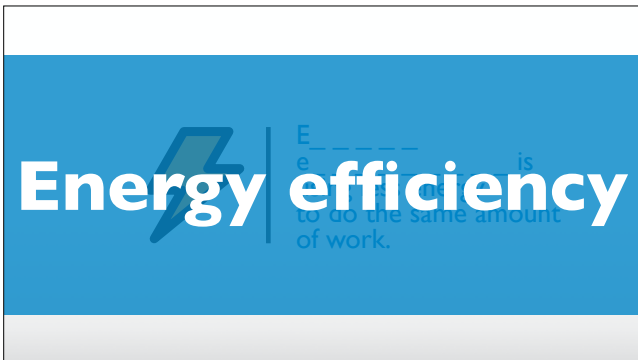 Energy efficiency
E_ _ _ _ _
e_ _ _ _ _ _ _ _ _ is
to do the same amount
of work.